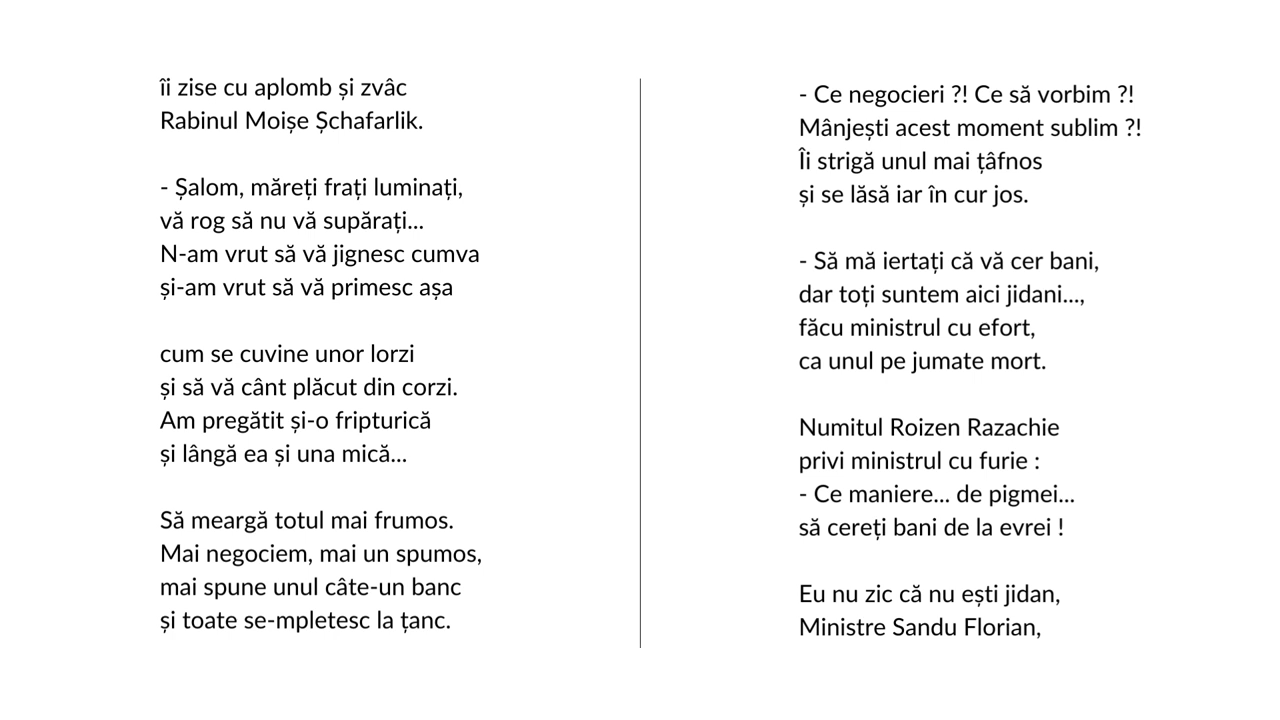 îi zise cu aplomb și zvâc
Rabinul Moișe Șchafarlik.
- Șalom, măreți frați luminați,
vă rog să nu vă supărați...
N-am vrut să vă jignesc cumva
și-am vrut să vă primesc așa
cum se cuvine unor lorzi
și să vă cânt plăcut din corzi.
Am pregătit și-o fripturică
și lângă ea și una mică...
Să meargă totul mai frumos.
Mai negociem, mai un spumos,
mai spune unul câte-un banc
și toate se-mpletesc la țanc.
- Ce negocieri ?! Ce să vorbim ?!
Mânjești acest moment sublim ?!
Îi strigă unul mai țâfnos
și se lăsă iar în cur jos.
- Să mă iertați că vă cer bani,
dar toți suntem aici jidani...,
făcu ministrul cu efort,
ca unul pe jumate mort.
Numitul Roizen Razachie
privi ministrul cu furie :
- Ce maniere... de pigmei...
să cereți bani de la evrei !
Eu nu zic că nu ești jidan,
Ministre Sandu Florian,